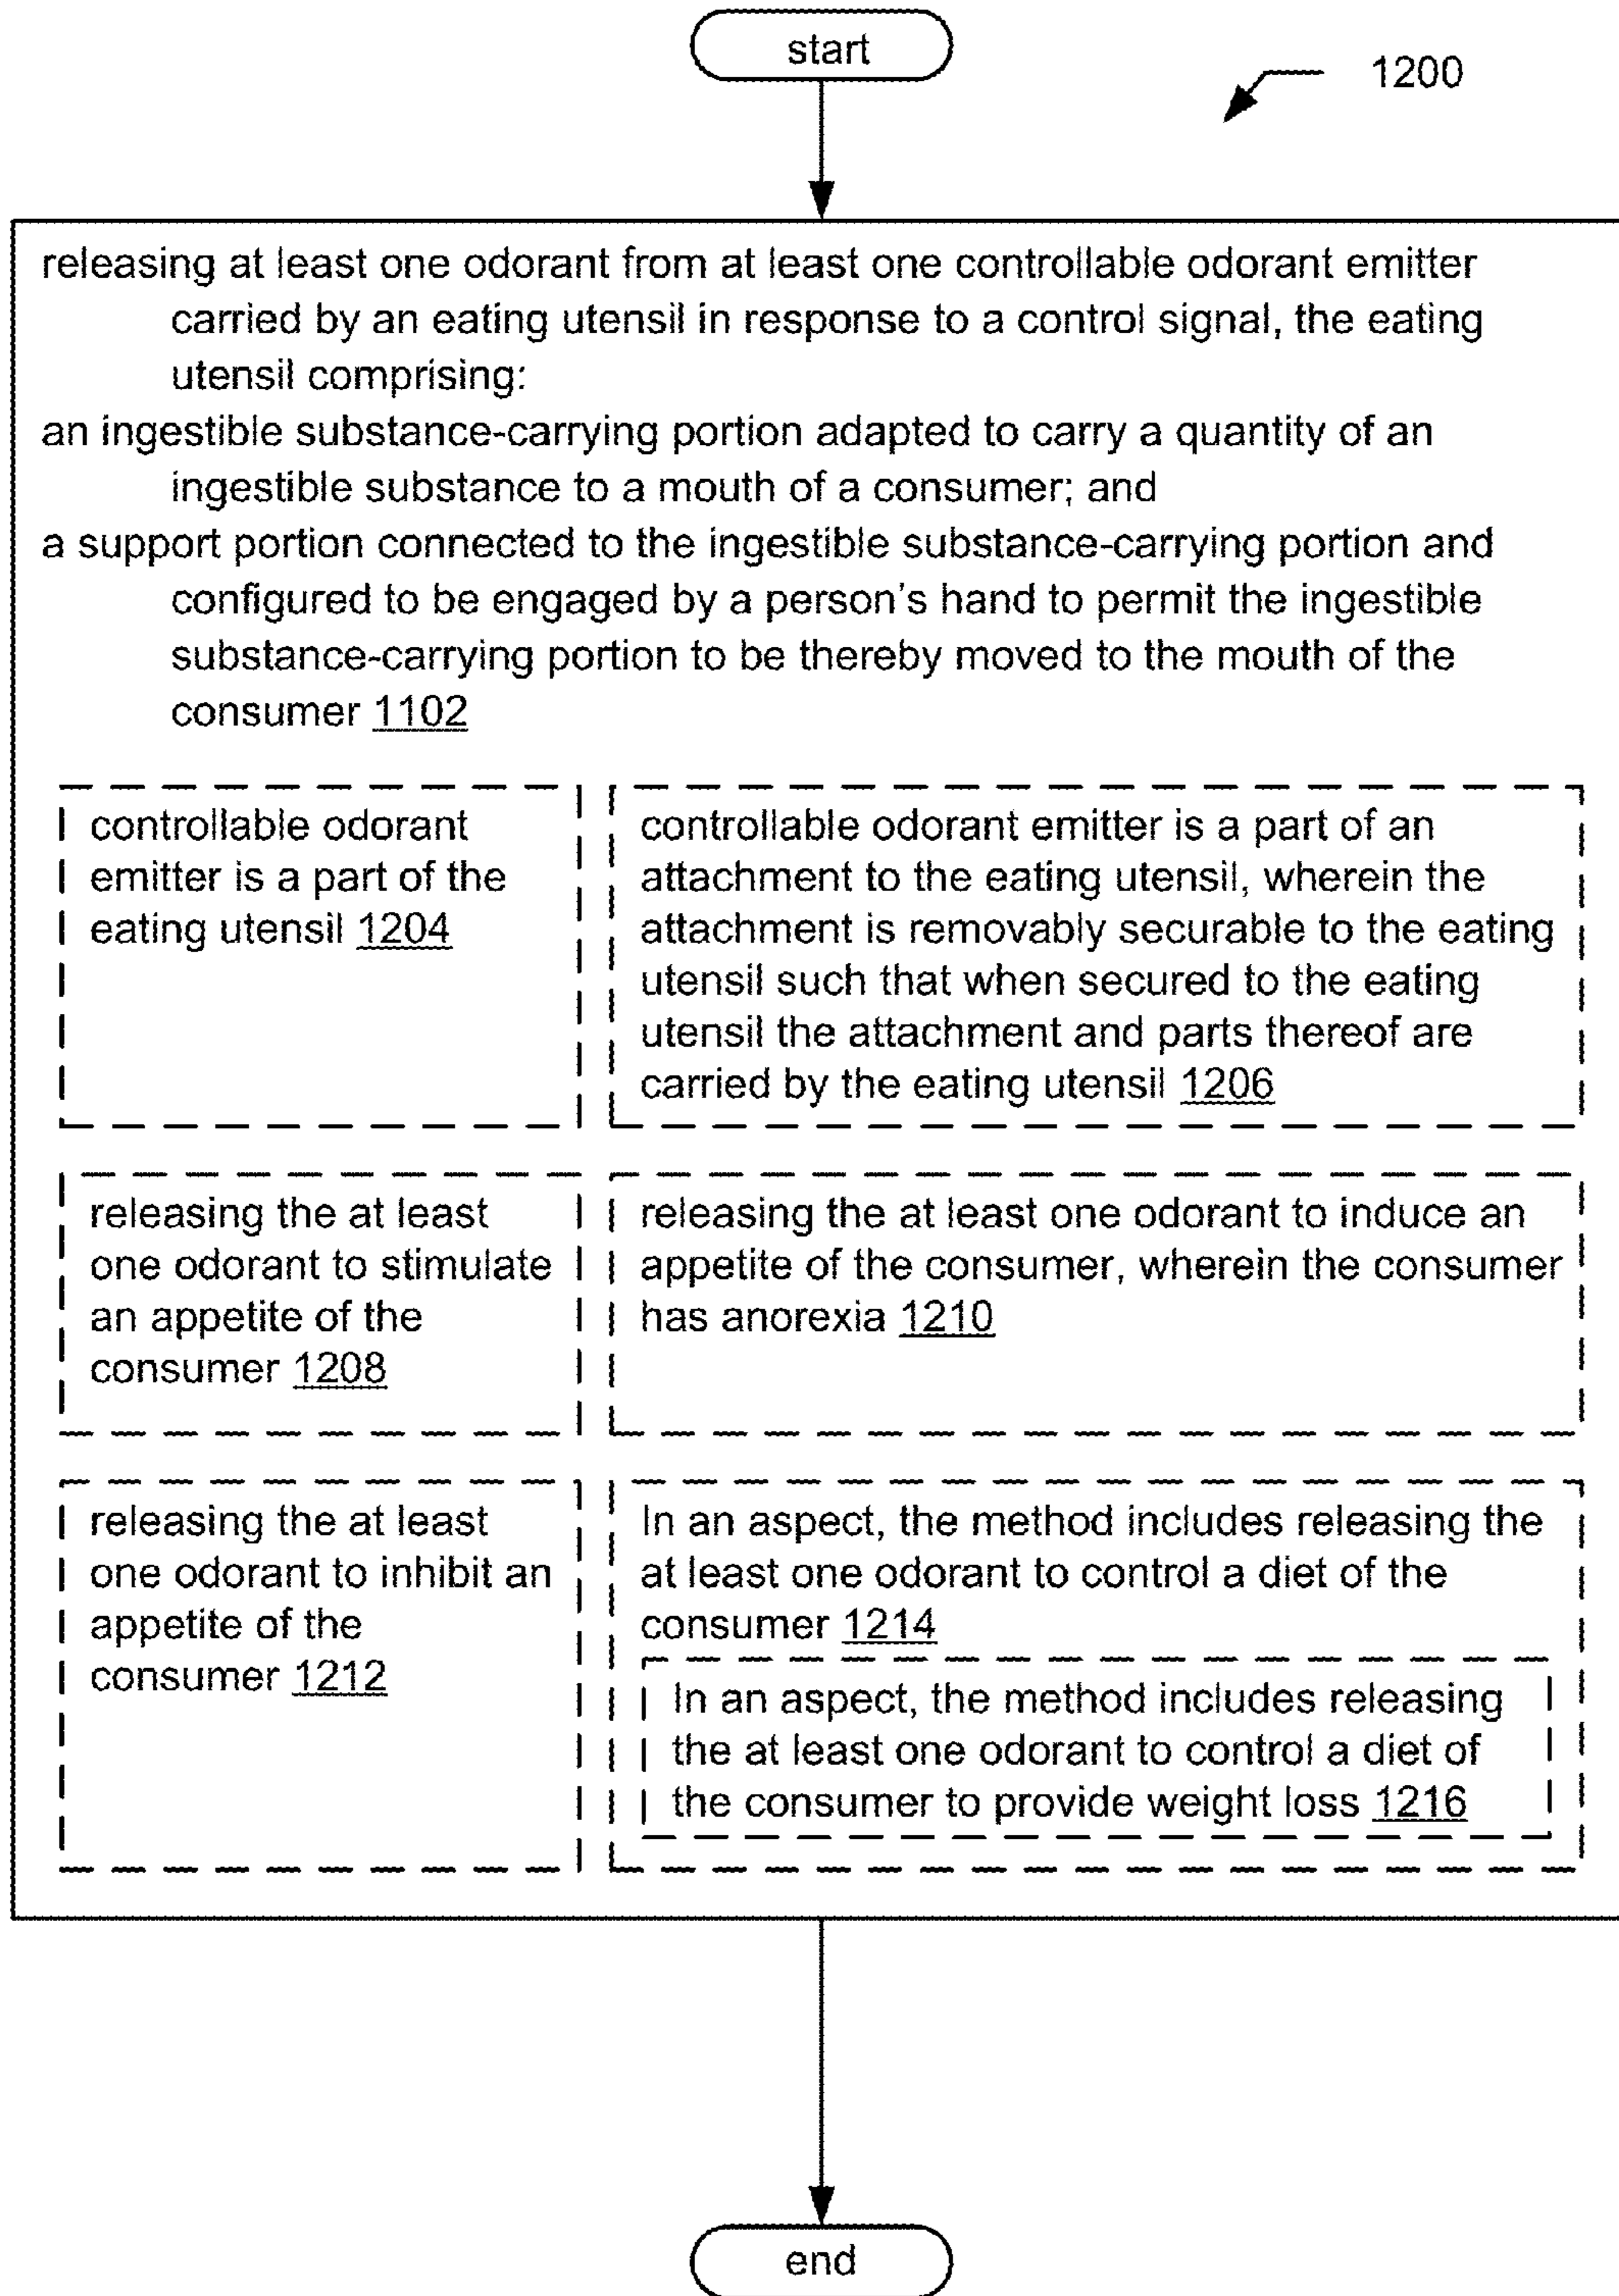 start
1200
releasing at least one odorant from at least one controllable odorant emitter
carried by an eating utensil in response to a control signal, the eating
utensil comprising:
an ingestible substance-carrying portion adapted to carry a quantity of an
ingestible substance to a mouth of a consumer; and
a support portion connected to the ingestible substance-carrying portion and
configured to be engaged by a person's hand to permit the ingestible
substance-carrying portion to be thereby moved to the mouth of the
consumer 1102
controllable odorant
emitter is a part of the
eating utensil 1204
controllable odorant emitter is a part of an
attachment to the eating utensil, wherein the
attachment is removably securable to the eating
utensil such that when secured to the eating
utensil the attachment and parts thereof are
carried by the eating utensil 1206
releasing the at least
one odorant to stimulate
an appetite of the
consumer 1208
releasing the at least one odorant to induce an
appetite of the consumer, wherein the consumer
has anorexia 1210
releasing the at least
one odorant to inhibit an
appetite of the
consumer 1212
In an aspect, the method includes releasing the
at least one odorant to control a diet of the
consumer 1214
In an aspect, the method includes releasing
the at least one odorant to control a diet of
the consumer to provide weight loss 1216
end